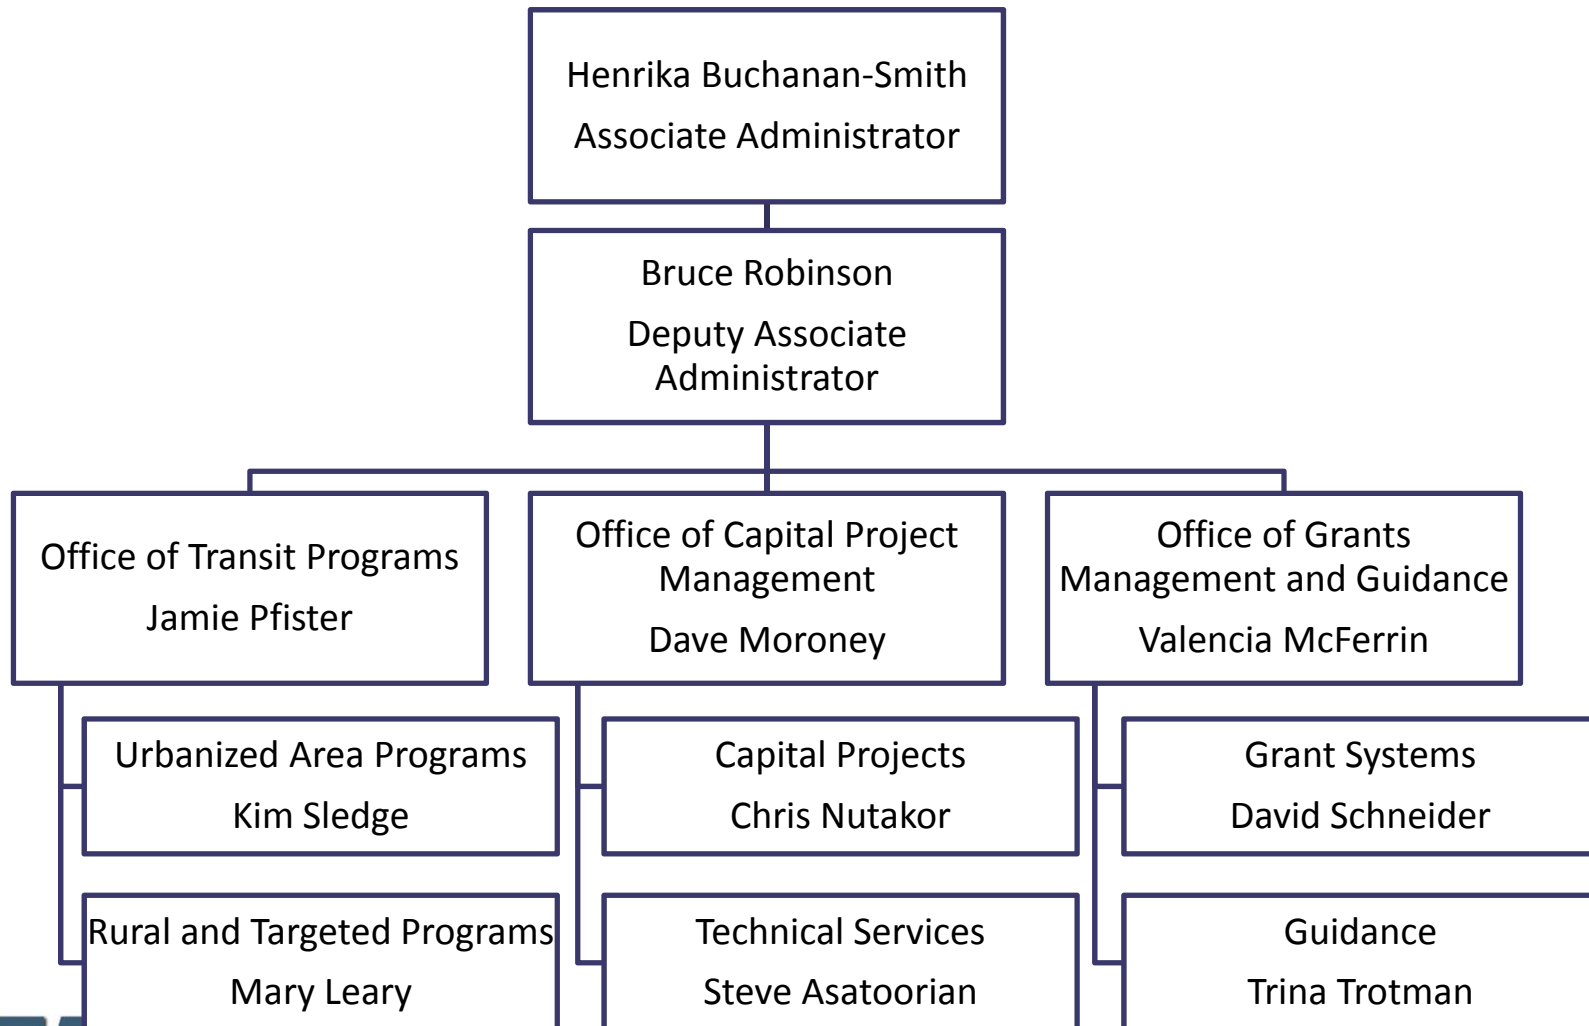 Henrika Buchanan-Smith
Associate Administrator
Bruce Robinson
Deputy Associate
Administrator
Office of Transit Programs
Jamie Pfister
Office of Capital Project
Management
Dave Moroney
Office of Grants
Management and Guidance
Valencia McFerrin
Urbanized Area Programs
Kim Sledge
Capital Projects
Chris Nutakor
Grant Systems
David Schneider
Rural and Targeted Programs
Mary Leary
Technical Services
Steve Asatoorian
Guidance
Trina Trotman